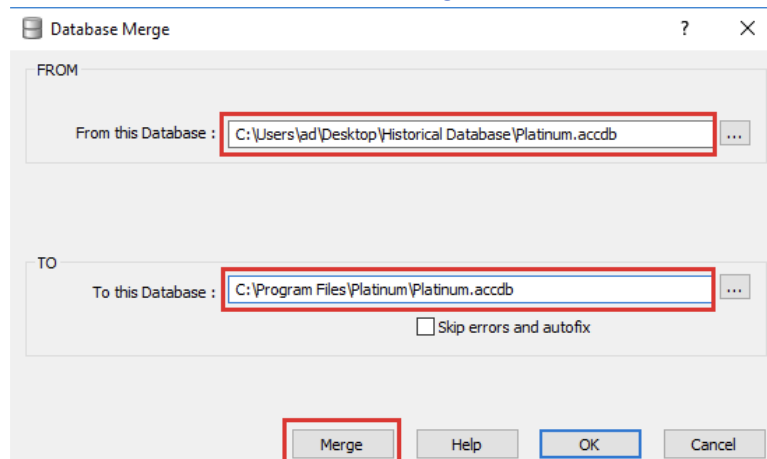 Database Merge ? X
FROM
From this Database : C:\Users\ad\Desktop\Historical Database\Platinum.accdb ...
TO
To this Database : C:\Program Files\Platinum\Platinum.accdb ...
Skip errors and autofix
Merge Help OK Cancel